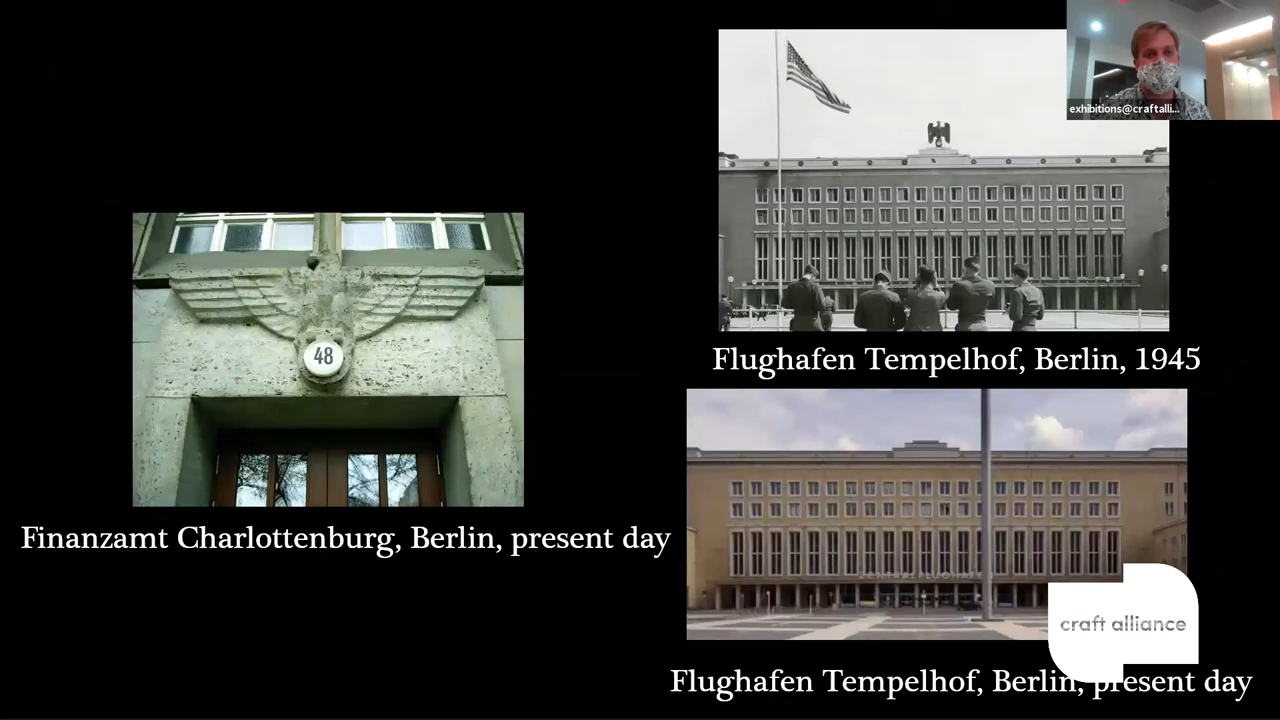 exhibitions@craftalli...
48
Finanzamt Charlottenburg, Berlin, present day
Flughafen Tempelhof, Berlin, 1945
ZENTRALFLUGHAFEN
craft alliance
Flughafen Tempelhof, Berlin, present day